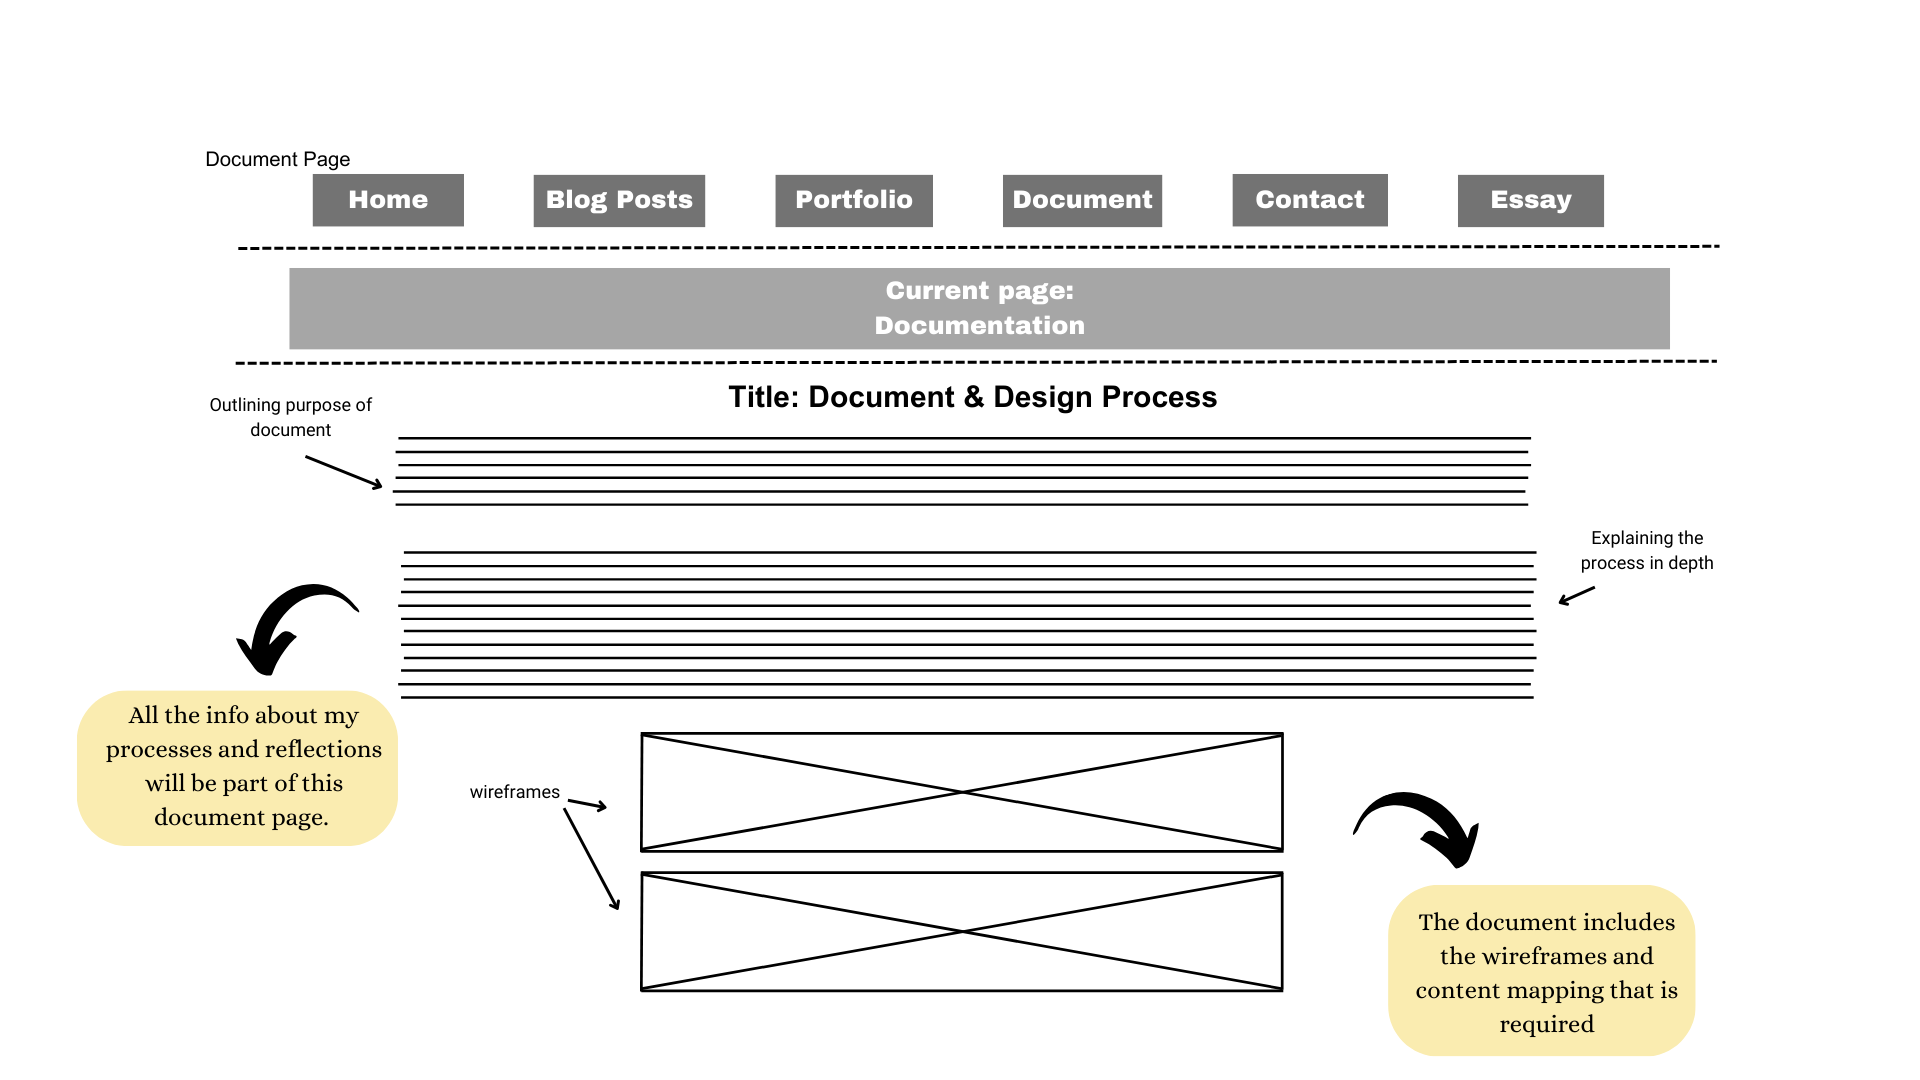 Document Page
Home
Blog Posts
Portfolio
Document
Contact
Essay
Current page:
Documentation
Title: Document & Design Process
Outlining purpose of
document
Explaining the
process in depth
All the info about my
processes and reflections
will be part of this
document page.
wireframes
The document includes
the wireframes and
content mapping that is
required